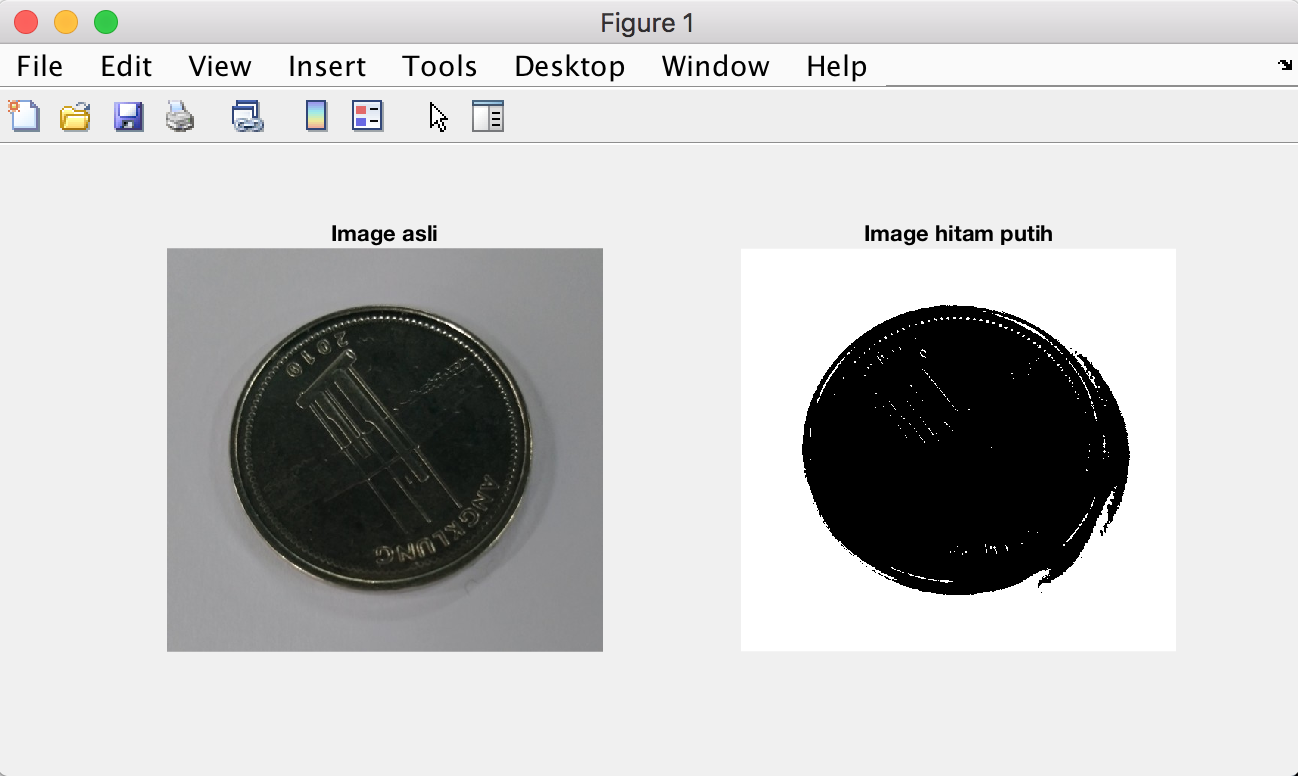 Figure 1
File Edit View Insert Tools Desktop Window Help
Image asli
Image hitam putih
2010
ANGKLUNG